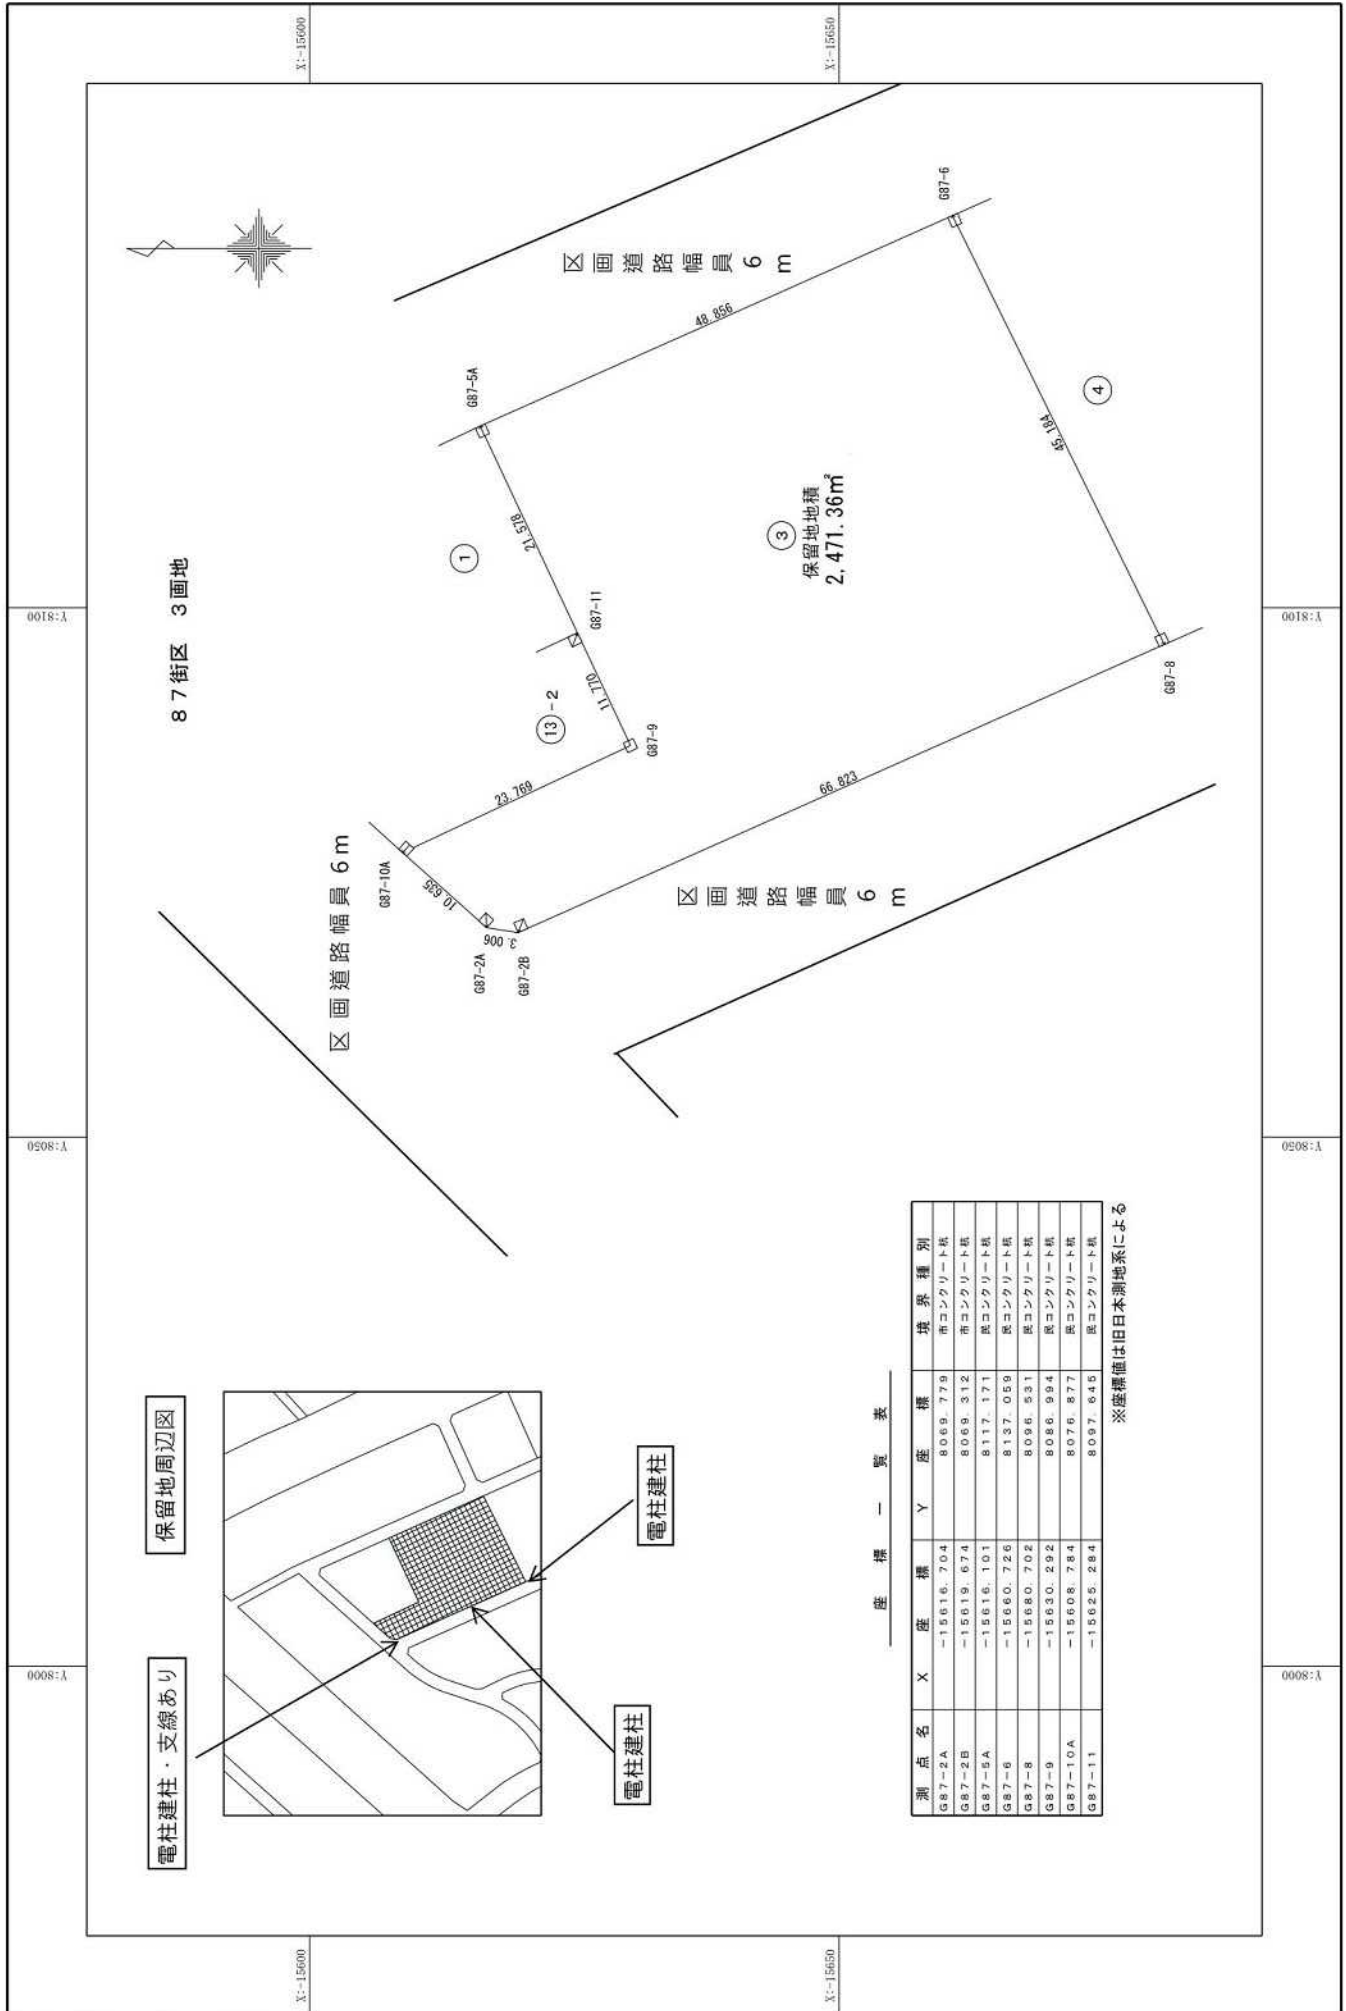 87街区 3画地
X:-15600
X:-15650
X:-15600
X:-15650
Y:8100
Y:8050
Y:8000
Y:8100
Y:8050
Y:8000
区画道路幅員6m
区画道路幅員6m
区画道路幅員6m
G87-10A
10.635
G87-2A
3.006
G87-2B
23.769
⑬-2
G87-9
11.770
G87-11
①
21.578
G87-5A
48.856
G87-6
45.184
④
G87-8
66.823
③
保留地地積
2,471.36㎡
保留地周辺図
電柱建柱・支線あり
電柱建柱
電柱建柱
座標一覧表
測点名 X座標 Y座標 境界種別
G87-2A -15616.704 8069.779 市コンクリート杭
G87-2B -15619.674 8069.312 市コンクリート杭
G87-5A -15616.101 8117.171 民コンクリート杭
G87-6 -15660.726 8137.059 民コンクリート杭
G87-8 -15680.702 8096.531 民コンクリート杭
G87-9 -15630.292 8086.994 民コンクリート杭
G87-10A -15608.784 8076.877 民コンクリート杭
G87-11 -15625.284 8097.645 民コンクリート杭
※座標値は旧日本測地系による